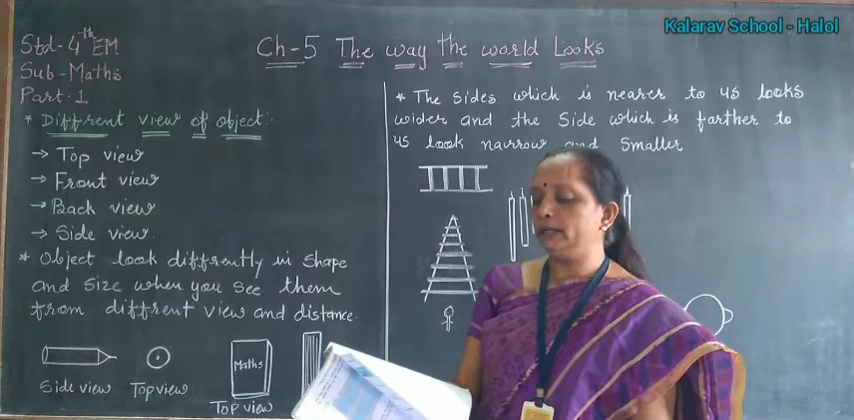 Kalarav School - Halol
Std-4th EM
Sub-Maths
Part-1
Ch-5 The way the world Looks
* Diffrent view of object:-
→ Top view
→ Front view
→ Back view
→ Side view.
* Object look diffrently in shape
and size when you see them
from diffrent view and distance.
Side view
Top view
Maths
Top view
* The sides which is nearer to us looks
wider and the side which is farther to
us look narrow and smaller